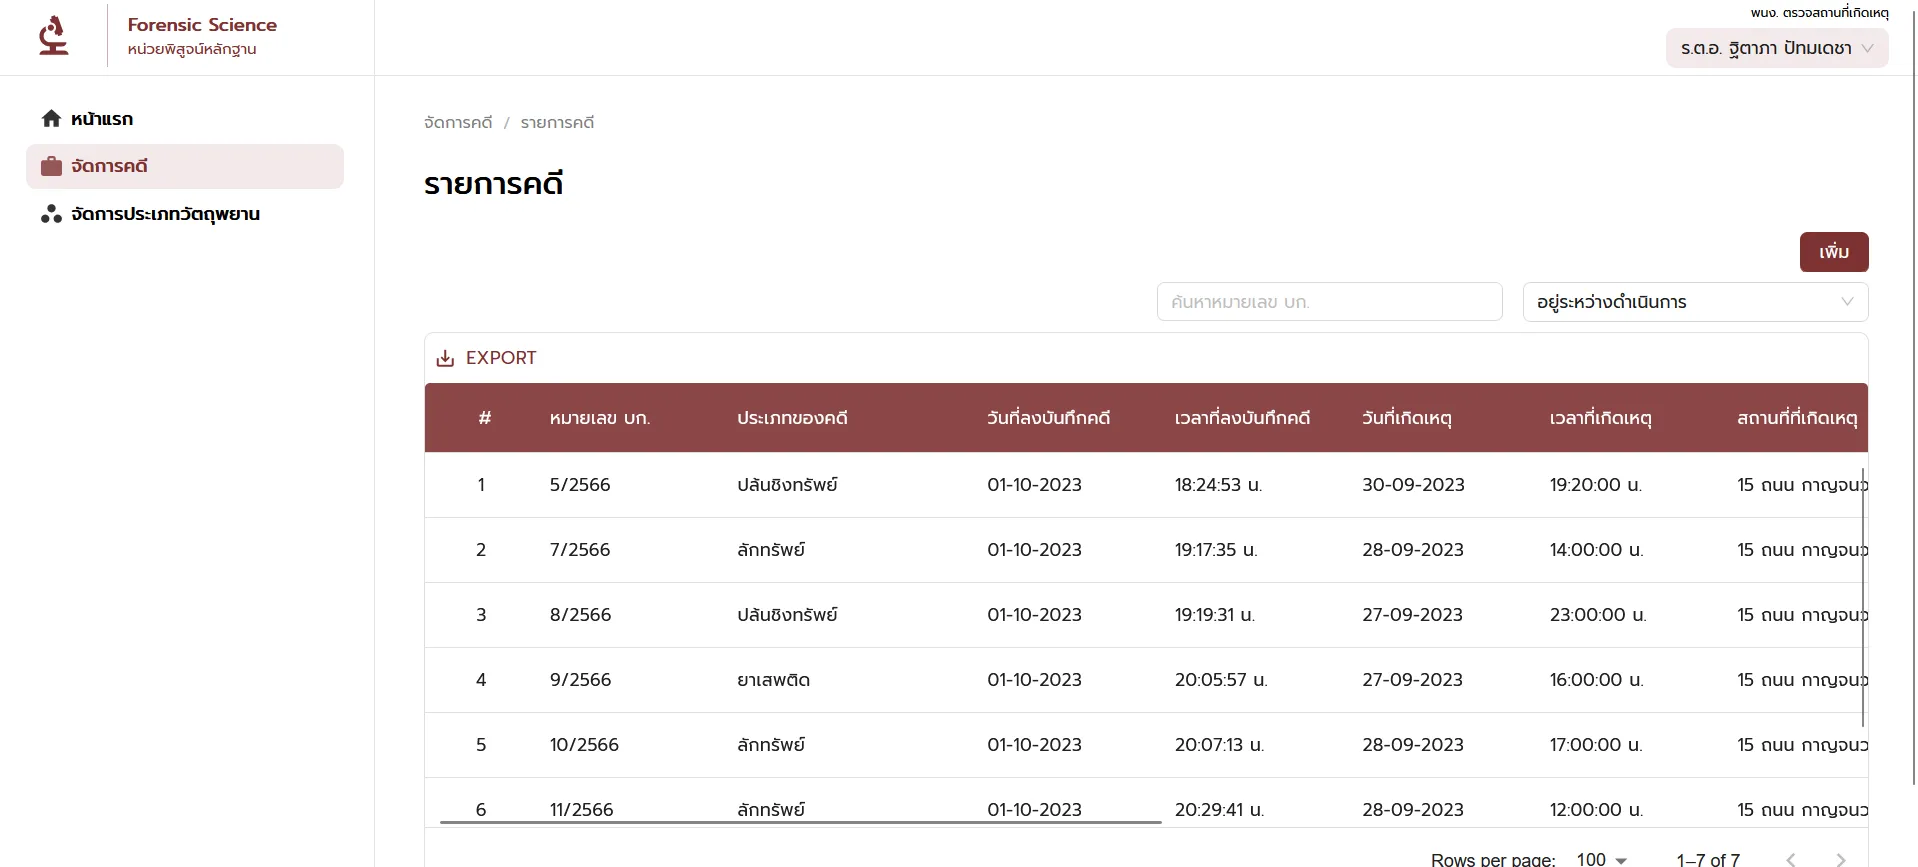 Forensic Science
หน่วยพิสูจน์หลักฐาน
พนง. ตรวจสถานที่เกิดเหตุ
ร.ต.อ. ฐิตาภา ปัทมเดชา
หน้าแรก
จัดการคดี
จัดการประเภทวัตถุพยาน
จัดการคดี / รายการคดี
รายการคดี
เพิ่ม
ค้นหาหมายเลข บก. อยู่ระหว่างดำเนินการ
EXPORT
# หมายเลข บก. ประเภทของคดี วันที่ลงบันทึกคดี เวลาที่ลงบันทึกคดี วันที่เกิดเหตุ เวลาที่เกิดเหตุ สถานที่ที่เกิดเหตุ
1 5/2566 ปล้นชิงทรัพย์ 01-10-2023 18:24:53 น. 30-09-2023 19:20:00 น. 15 ถนน กาญจนว
2 7/2566 ลักทรัพย์ 01-10-2023 19:17:35 น. 28-09-2023 14:00:00 น. 15 ถนน กาญจนว
3 8/2566 ปล้นชิงทรัพย์ 01-10-2023 19:19:31 น. 27-09-2023 23:00:00 น. 15 ถนน กาญจนว
4 9/2566 ยาเสพติด 01-10-2023 20:05:57 น. 27-09-2023 16:00:00 น. 15 ถนน กาญจนว
5 10/2566 ลักทรัพย์ 01-10-2023 20:07:13 น. 28-09-2023 17:00:00 น. 15 ถนน กาญจนว
6 11/2566 ลักทรัพย์ 01-10-2023 20:29:41 น. 28-09-2023 12:00:00 น. 15 ถนน กาญจนว
Rows per page: 100 1–7 of 7